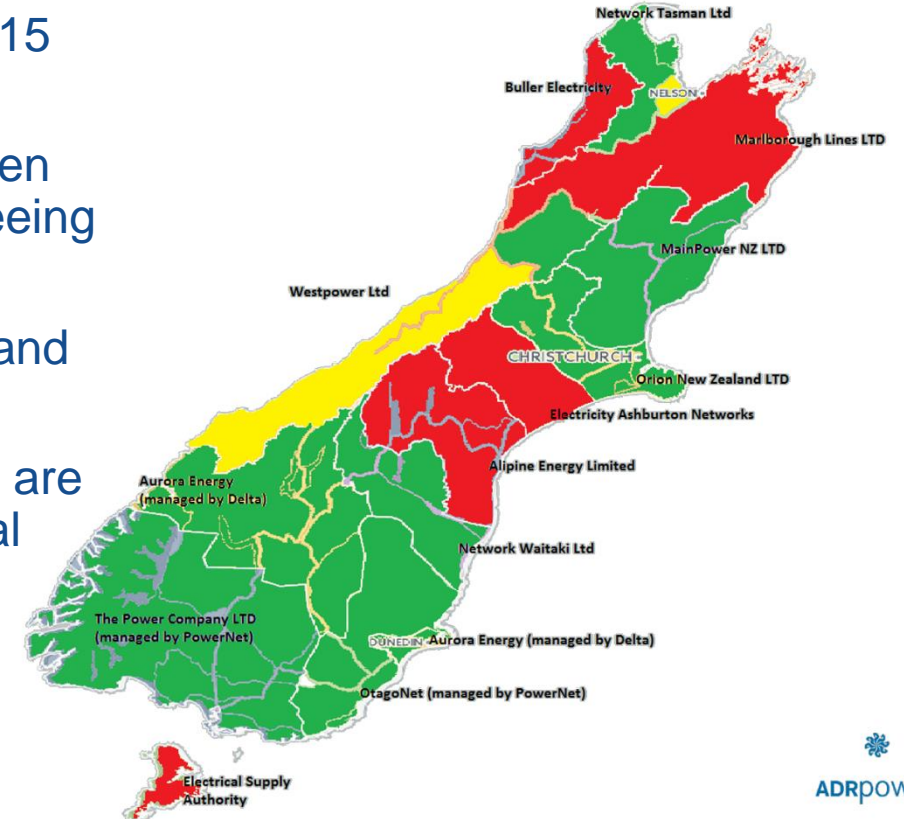 15
en
eeing
and
are
al
Network Tasman Ltd
Buller Electricity
NELSON
Marlborough Lines LTD
MainPower NZ LTD
Westpower Ltd
CHRISTCHURCH
Orion New Zealand LTD
Electricity Ashburton Networks
Alipine Energy Limited
Aurora Energy
(managed by Delta)
Network Waitaki Ltd
The Power Company LTD
(managed by PowerNet)
DUNEDIN
Aurora Energy (managed by Delta)
OtagoNet (managed by PowerNet)
Electrical Supply
Authority
ADRpow